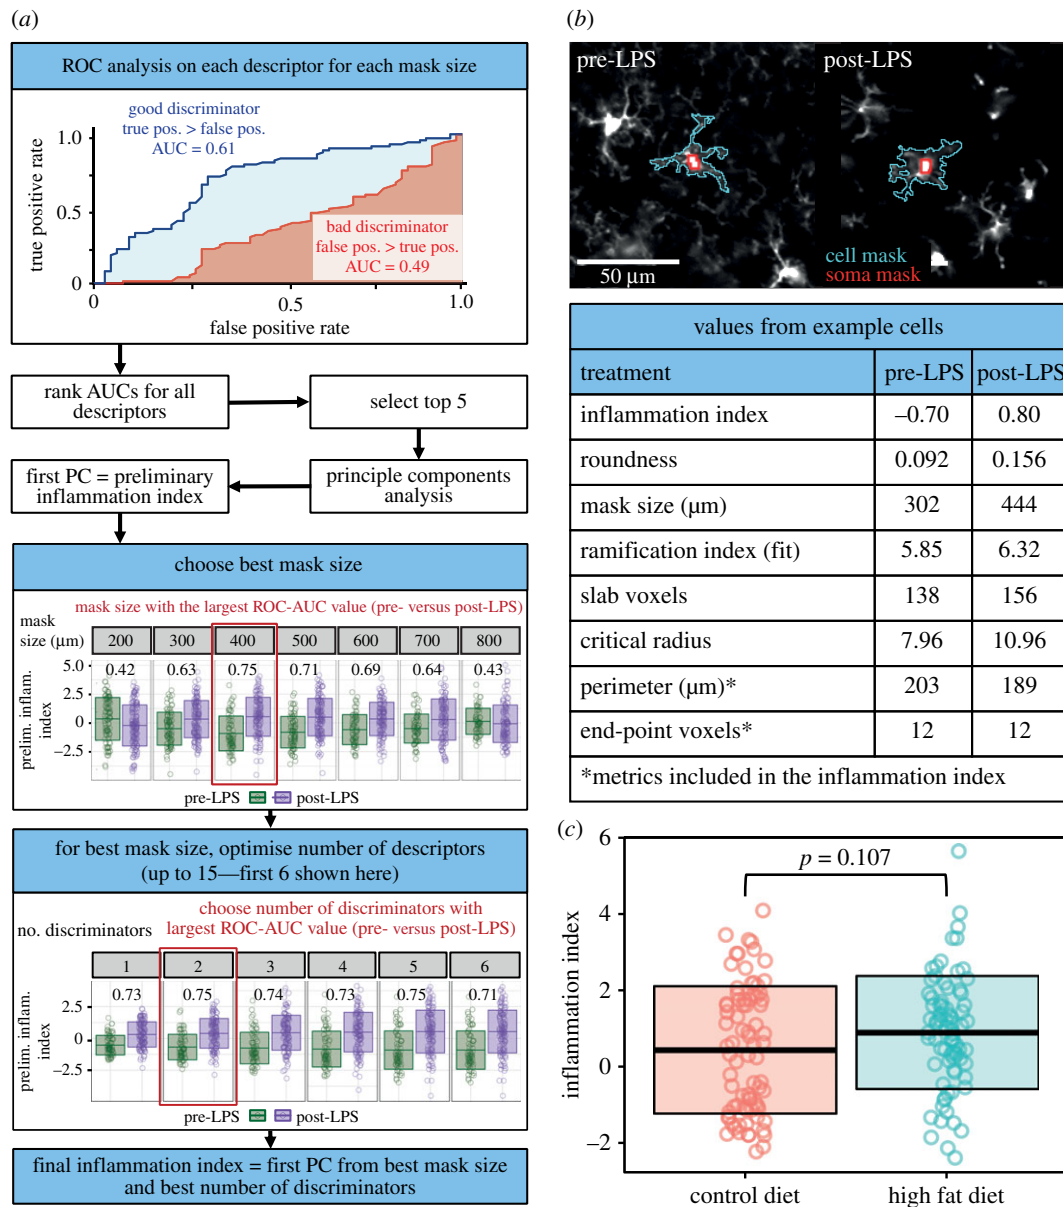 (a)
ROC analysis on each descriptor for each mask size
good discriminator
true pos. > false pos.
AUC = 0.61
bad discriminator
false pos. > true pos.
AUC = 0.49
true positive rate
1.0
0.5
0
0
0.5
1.0
false positive rate
rank AUCs for all
descriptors
select top 5
first PC = preliminary
inflammation index
principle components
analysis
choose best mask size
mask size with the largest ROC-AUC value (pre- versus post-LPS)
mask
size (µm)
200 300 400 500 600 700 800
0.42 0.63 0.75 0.71 0.69 0.64 0.43
prelim. inflam.
index
5.0
2.5
0
−2.5
pre-LPS post-LPS
for best mask size, optimise number of descriptors
(up to 15—first 6 shown here)
choose number of discriminators with
largest ROC-AUC value (pre- versus post-LPS)
no. discriminators
1 2 3 4 5 6
0.73 0.75 0.74 0.73 0.75 0.71
prelim. inflam.
index
2.5
0
−2.5
pre-LPS post-LPS
final inflammation index = first PC from best mask size
and best number of discriminators
(b)
pre-LPS
post-LPS
50 µm
cell mask
soma mask
values from example cells
treatment pre-LPS post-LPS
inflammation index −0.70 0.80
roundness 0.092 0.156
mask size (µm) 302 444
ramification index (fit) 5.85 6.32
slab voxels 138 156
critical radius 7.96 10.96
perimeter (µm)* 203 189
end-point voxels* 12 12
*metrics included in the inflammation index
(c)
p = 0.107
inflammation index
6
4
2
0
−2
control diet
high fat diet